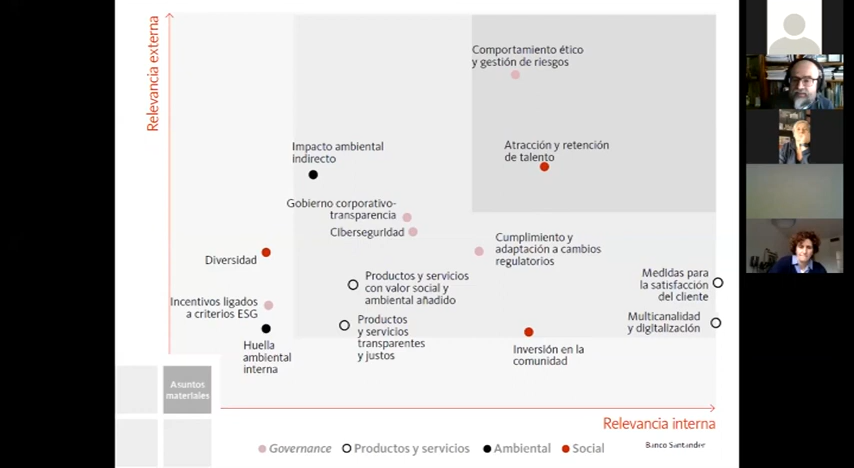 Relevancia externa
Comportamiento ético
y gestión de riesgos
Impacto ambiental
indirecto
Atracción y retención
de talento
Gobierno corporativo-
transparencia
Ciberseguridad
Cumplimiento y
adaptación a cambios
regulatorios
Diversidad
Productos y servicios
con valor social y
ambiental añadido
Medidas para
la satisfacción
del cliente
Incentivos ligados
a criterios ESG
Productos
y servicios
transparentes
y justos
Multicanalidad
y digitalización
Huella
ambiental
interna
Inversión en la
comunidad
Asuntos
materiales
Relevancia interna
Governance
Productos y servicios
Ambiental
Social
Banco Santander